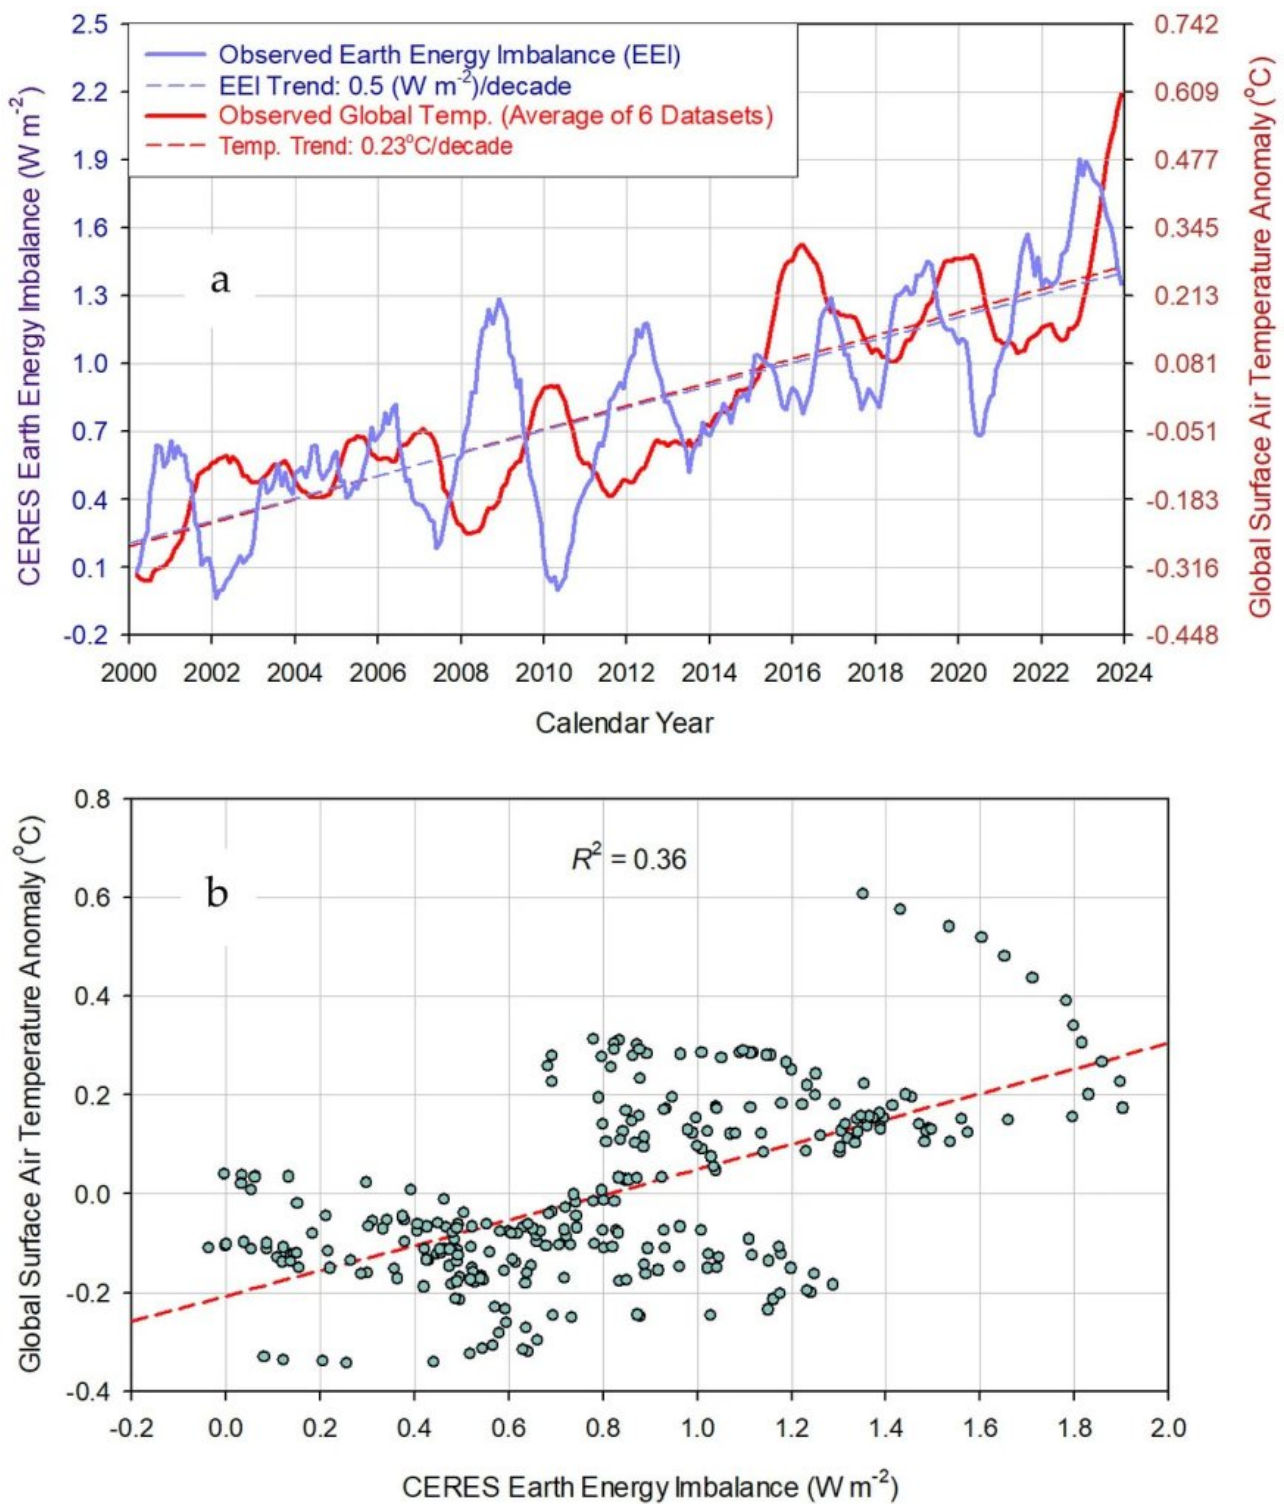 2.5
2.2
1.9
1.6
1.3
1.0
0.7
0.4
0.1
-0.2
CERES Earth Energy Imbalance (W m⁻²)
Observed Earth Energy Imbalance (EEI)
EEI Trend: 0.5 (W m⁻²)/decade
Observed Global Temp. (Average of 6 Datasets)
Temp. Trend: 0.23°C/decade
a
0.742
0.609
0.477
0.345
0.213
0.081
-0.051
-0.183
-0.316
-0.448
Global Surface Air Temperature Anomaly (°C)
2000 2002 2004 2006 2008 2010 2012 2014 2016 2018 2020 2022 2024
Calendar Year
0.8
0.6
0.4
0.2
0.0
-0.2
-0.4
Global Surface Air Temperature Anomaly (°C)
R² = 0.36
b
-0.2 0.0 0.2 0.4 0.6 0.8 1.0 1.2 1.4 1.6 1.8 2.0
CERES Earth Energy Imbalance (W m⁻²)